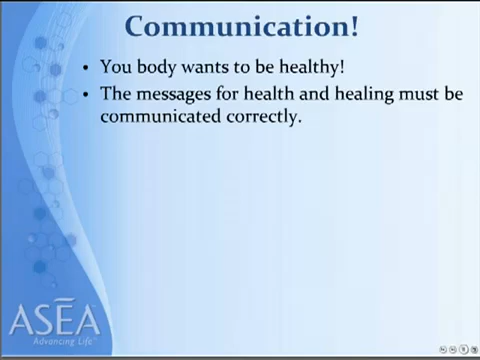 Communication!
• You body wants to be healthy!
• The messages for health and healing must be
communicated correctly.
ASEA
Advancing Life™